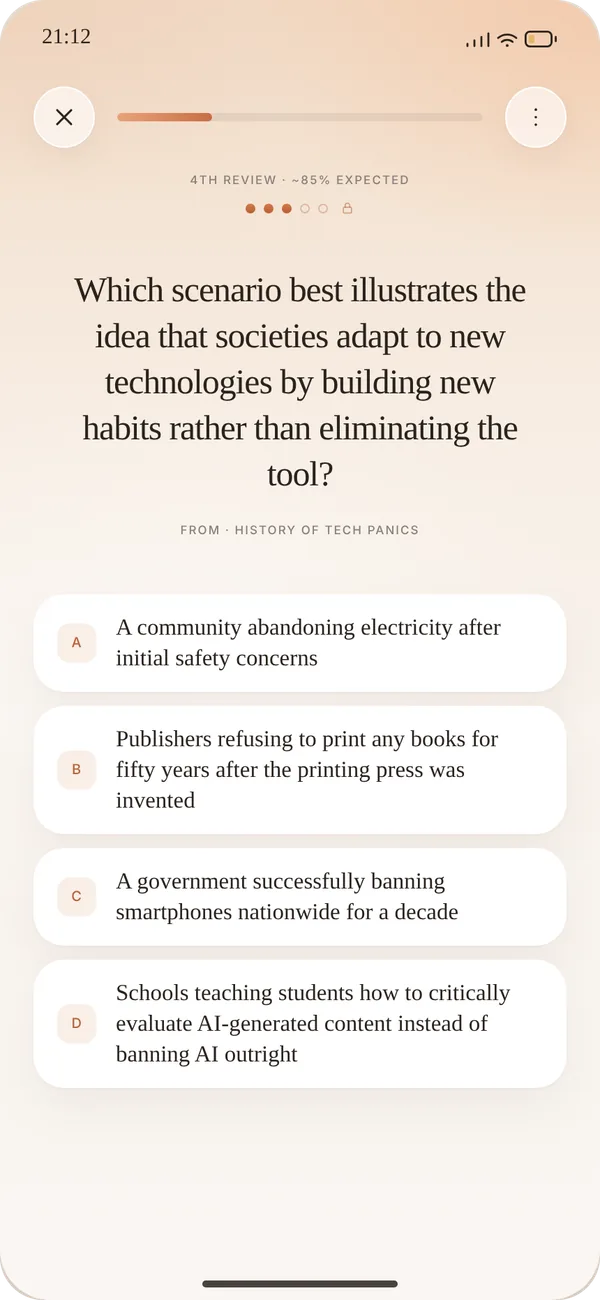 21:12
4TH REVIEW · ~85% EXPECTED
Which scenario best illustrates the
idea that societies adapt to new
technologies by building new
habits rather than eliminating the
tool?
FROM · HISTORY OF TECH PANICS
A
A community abandoning electricity after
initial safety concerns
B
Publishers refusing to print any books for
fifty years after the printing press was
invented
C
A government successfully banning
smartphones nationwide for a decade
D
Schools teaching students how to critically
evaluate AI-generated content instead of
banning AI outright